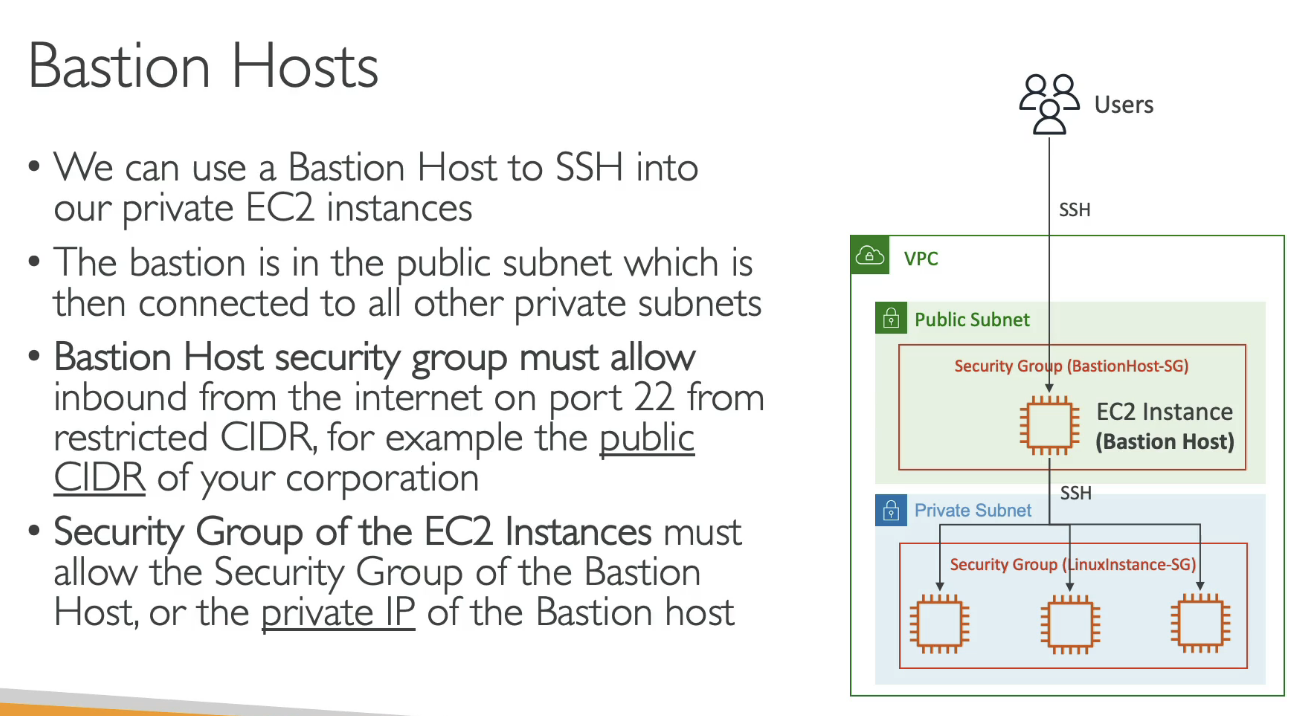 Bastion Hosts
• We can use a Bastion Host to SSH into
our private EC2 instances
• The bastion is in the public subnet which is
then connected to all other private subnets
• Bastion Host security group must allow
inbound from the internet on port 22 from
restricted CIDR, for example the public
CIDR of your corporation
• Security Group of the EC2 Instances must
allow the Security Group of the Bastion
Host, or the private IP of the Bastion host
Users
SSH
VPC
Public Subnet
Security Group (BastionHost-SG)
EC2 Instance
(Bastion Host)
SSH
Private Subnet
Security Group (LinuxInstance-SG)